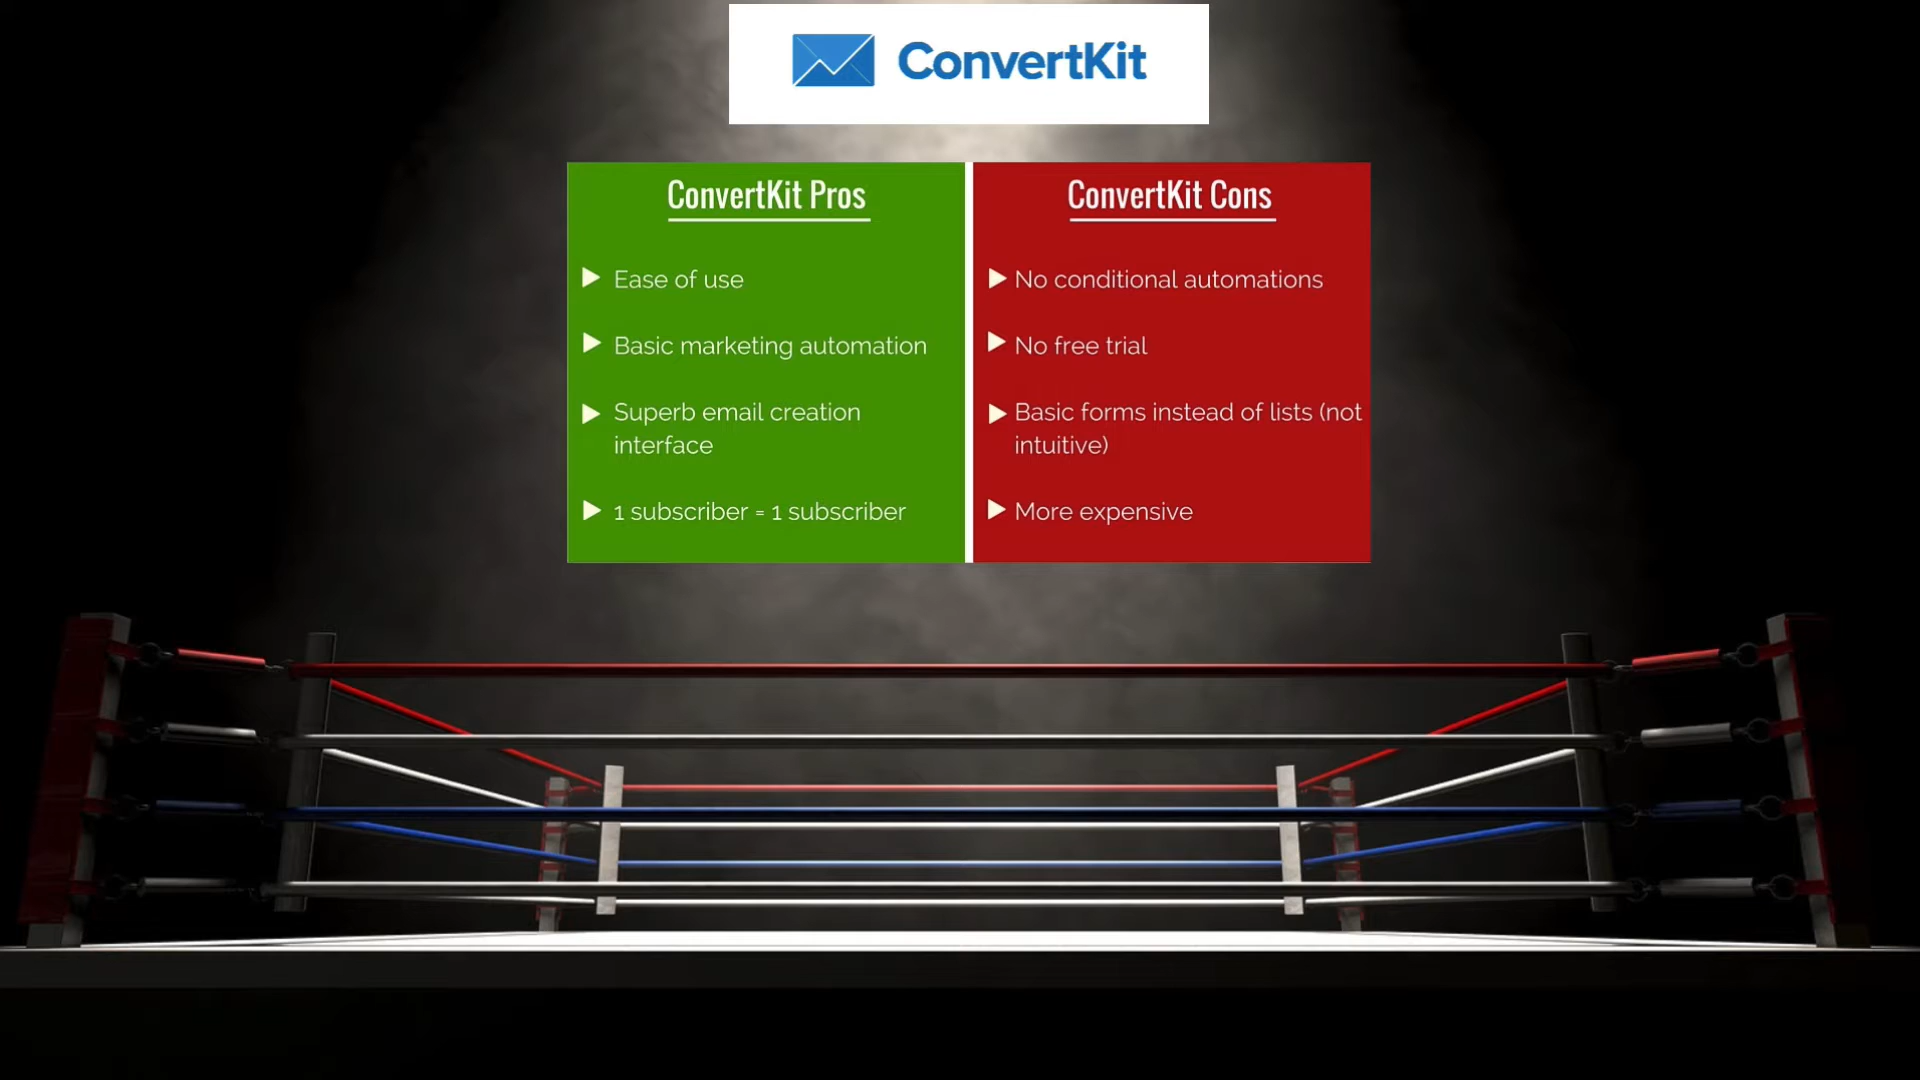 ConvertKit
ConvertKit Pros
Ease of use
Basic marketing automation
Superb email creation
interface
1 subscriber = 1 subscriber
ConvertKit Cons
No conditional automations
No free trial
Basic forms instead of lists (not
intuitive)
More expensive